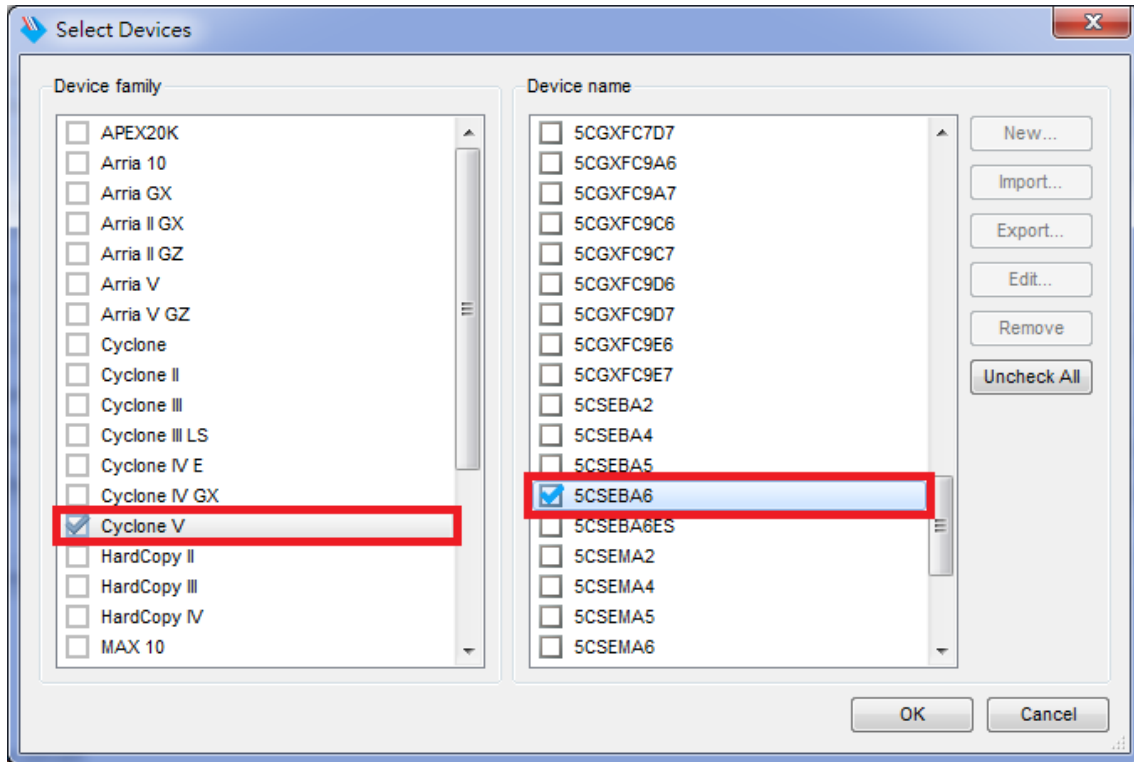 Select Devices
Device family
APEX20K
Arria 10
Arria GX
Arria II GX
Arria II GZ
Arria V
Arria V GZ
Cyclone
Cyclone II
Cyclone III
Cyclone III LS
Cyclone IV E
Cyclone IV GX
Cyclone V
HardCopy II
HardCopy III
HardCopy IV
MAX 10
Device name
5CGXFC7D7
5CGXFC9A6
5CGXFC9A7
5CGXFC9C6
5CGXFC9C7
5CGXFC9D6
5CGXFC9D7
5CGXFC9E6
5CGXFC9E7
5CSEBA2
5CSEBA4
5CSEBA5
5CSEBA6
5CSEBA6ES
5CSEMA2
5CSEMA4
5CSEMA5
5CSEMA6
New...
Import...
Export...
Edit...
Remove
Uncheck All
OK
Cancel